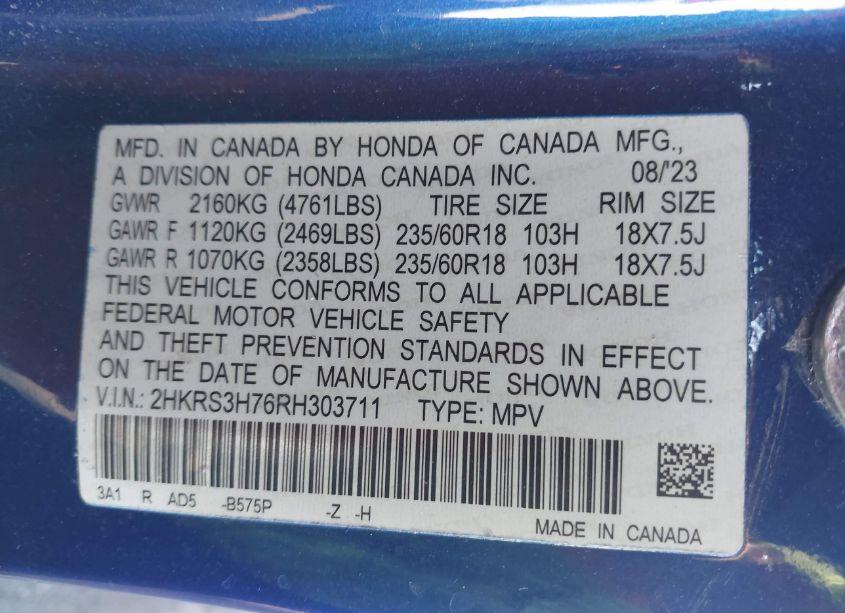 MFD. IN CANADA BY HONDA OF CANADA MFG.,
A DIVISION OF HONDA CANADA INC. 08/'23
GVWR 2160KG (4761LBS) TIRE SIZE RIM SIZE
GAWR F 1120KG (2469LBS) 235/60R18 103H 18X7.5J
GAWR R 1070KG (2358LBS) 235/60R18 103H 18X7.5J
THIS VEHICLE CONFORMS TO ALL APPLICABLE
FEDERAL MOTOR VEHICLE SAFETY
AND THEFT PREVENTION STANDARDS IN EFFECT
ON THE DATE OF MANUFACTURE SHOWN ABOVE.
V.I.N.: 2HKRS3H76RH303711 TYPE: MPV
3A1 R AD5 -B575P -Z -H
MADE IN CANADA